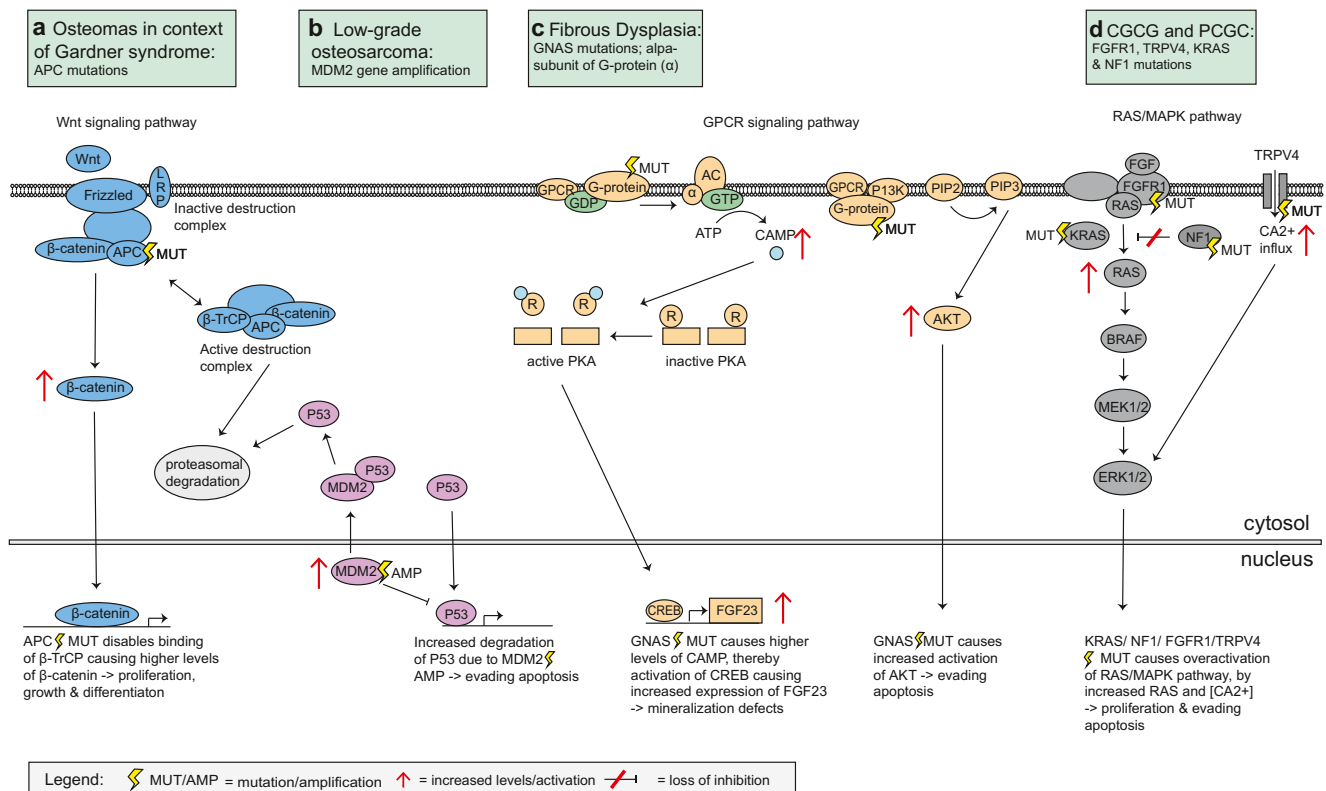 a Osteomas in context
of Gardner syndrome:
APC mutations
b Low-grade
osteosarcoma:
MDM2 gene amplification
c Fibrous Dysplasia:
GNAS mutations; alpa-
subunit of G-protein (α)
d CGCG and PCGC:
FGFR1, TRPV4, KRAS
& NF1 mutations
Wnt signaling pathway
GPCR signaling pathway
RAS/MAPK pathway
Wnt
Frizzled
LRP
Inactive destruction
complex
β-catenin
APC
MUT
β-TrCP
β-catenin
APC
Active destruction
complex
β-catenin
proteasomal
degradation
β-catenin
APC MUT disables binding
of β-TrCP causing higher levels
of β-catenin -> proliferation,
growth & differentiaton
P53
MDM2
P53
P53
MDM2
AMP
P53
Increased degradation
of P53 due to MDM2
AMP -> evading apoptosis
GPCR
GDP
G-protein
MUT
α
AC
GTP
ATP
CAMP
R
R
R
R
active PKA
inactive PKA
CREB
FGF23
GNAS MUT causes higher
levels of CAMP, thereby
activation of CREB causing
increased expression of FGF23
-> mineralization defects
GPCR
P13K
G-protein
MUT
PIP2
PIP3
AKT
GNAS MUT causes
increased activation
of AKT -> evading
apoptosis
FGF
FGFR1
RAS
MUT
MUT
KRAS
NF1
MUT
RAS
BRAF
MEK1/2
ERK1/2
TRPV4
MUT
CA2+
influx
cytosol
nucleus
KRAS/ NF1/ FGFR1/TRPV4
MUT causes overactivation
of RAS/MAPK pathway, by
increased RAS and [CA2+]
-> proliferation & evading
apoptosis
Legend: MUT/AMP = mutation/amplification = increased levels/activation = loss of inhibition